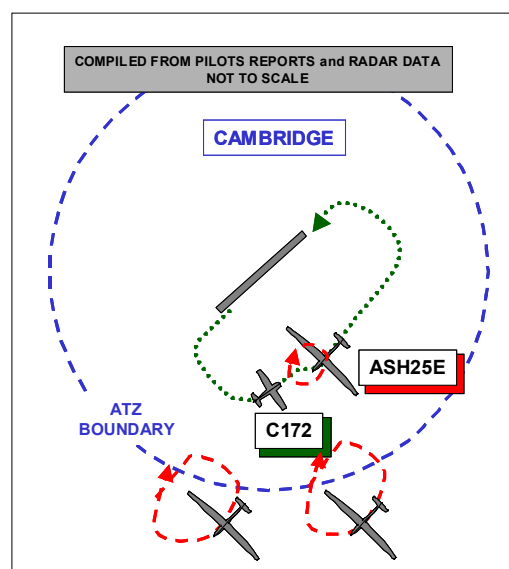 COMPILED FROM PILOTS REPORTS and RADAR DATA
NOT TO SCALE
CAMBRIDGE
ASH25E
ATZ
BOUNDARY
C172